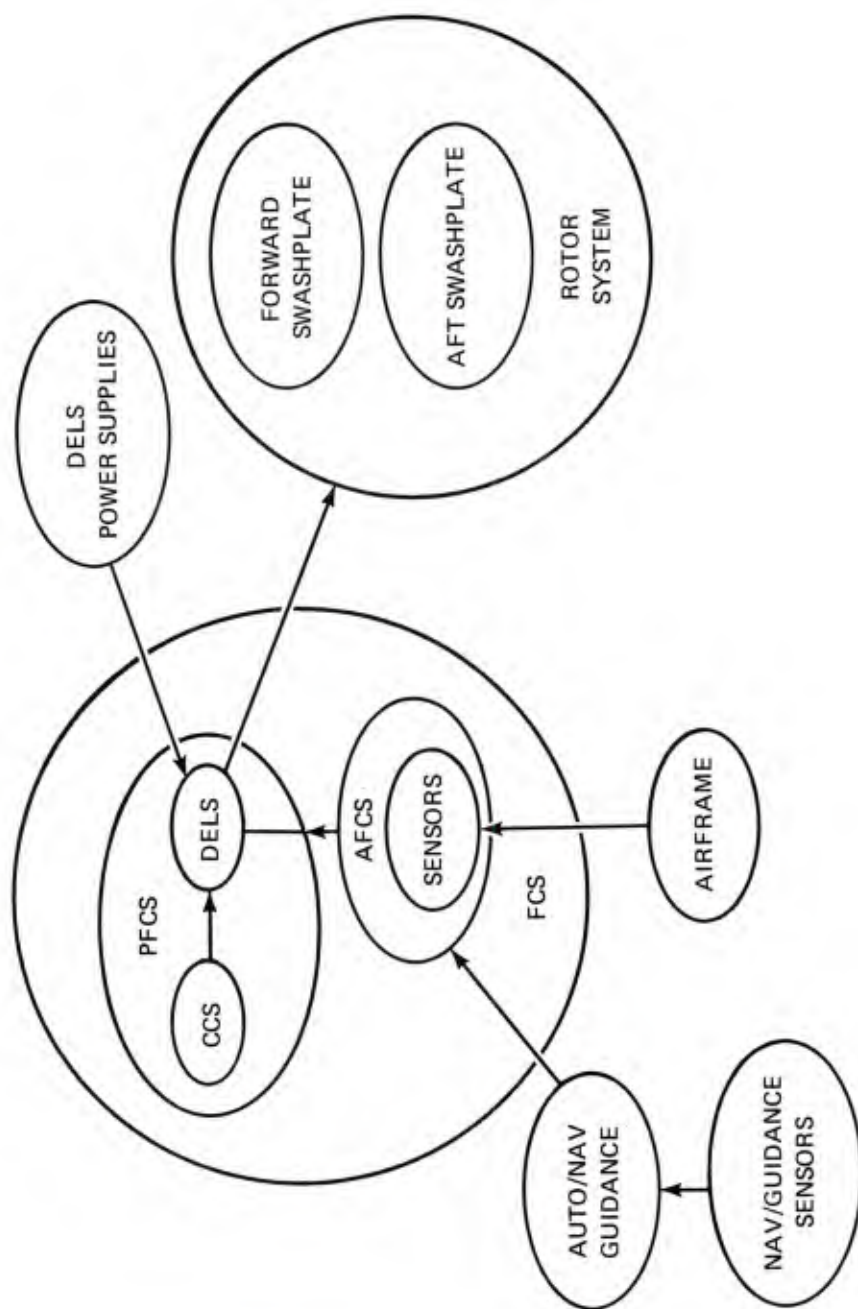 DELS
POWER SUPPLIES
FORWARD
SWASHPLATE
AFT SWASHPLATE
ROTOR
SYSTEM
PFCS
CCS
DELS
AFCS
SENSORS
FCS
AUTO/NAV
GUIDANCE
AIRFRAME
NAV/GUIDANCE
SENSORS